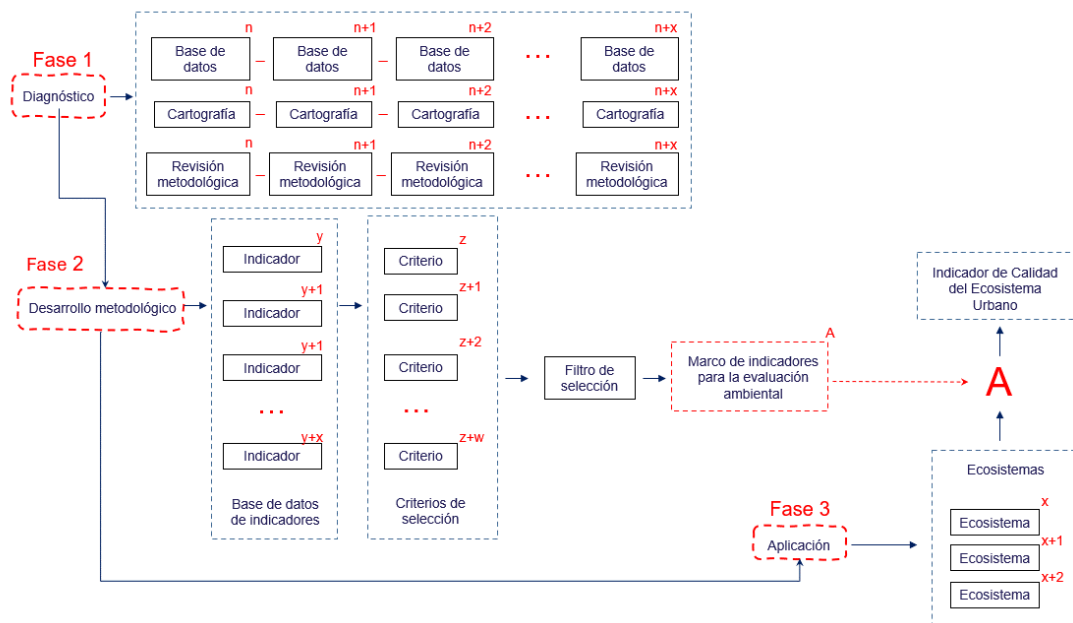 n
n+1
n+2
n+x
Base de
datos
–
Base de
datos
–
Base de
datos
...
Base de
datos
Fase 1
Diagnóstico
n
n+1
n+2
n+x
Cartografía
–
Cartografía
–
Cartografía
...
Cartografía
n
n+1
n+2
n+x
Revisión
metodológica
–
Revisión
metodológica
–
Revisión
metodológica
...
Revisión
metodológica
Fase 2
Desarrollo metodológico
y
Indicador
y+1
Indicador
y+1
Indicador
...
y+x
Indicador
Base de datos
de indicadores
z
Criterio
z+1
Criterio
z+2
Criterio
...
z+w
Criterio
Criterios de
selección
Filtro de
selección
A
Marco de indicadores
para la evaluación
ambiental
Indicador de Calidad
del Ecosistema
Urbano
A
Fase 3
Aplicación
Ecosistemas
x
Ecosistema
x+1
Ecosistema
x+2
Ecosistema